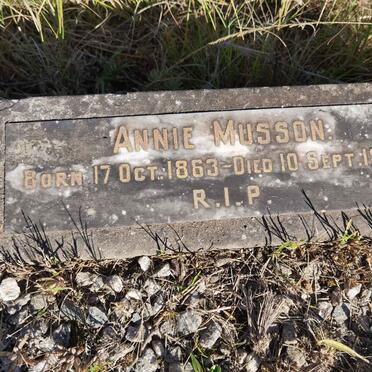 ANNIE MUSSON.
BORN 17 OCT. 1863 - DIED 10 SEPT. 1
R.I.P.